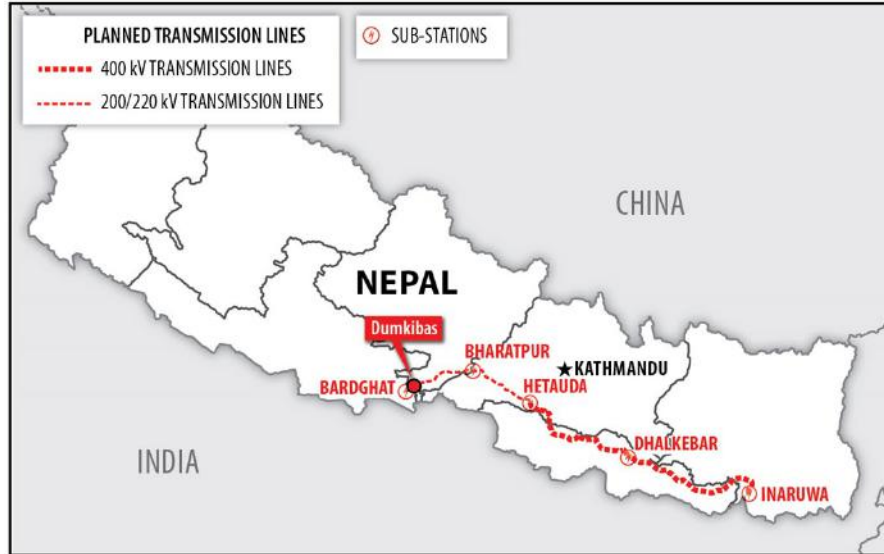 PLANNED TRANSMISSION LINES
400 kV TRANSMISSION LINES
200/220 kV TRANSMISSION LINES
SUB-STATIONS
CHINA
NEPAL
Dumkibas
BHARATPUR
KATHMANDU
BARDGHAT
HETAUDA
DHALKEBAR
INDIA
INARUWA